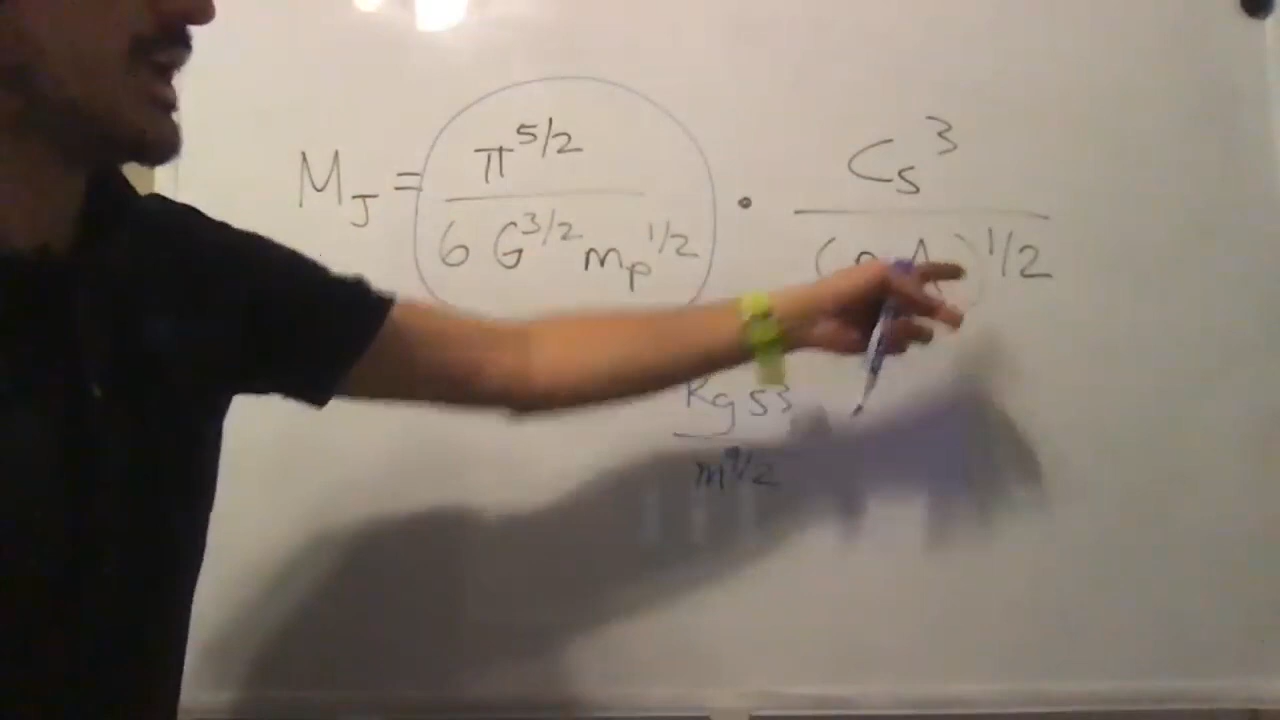 M_J = π^5/2 / 6 G^3/2 m_p^1/2 · C_s^3 / ( )^1/2
Kg s^3 / m^9/2